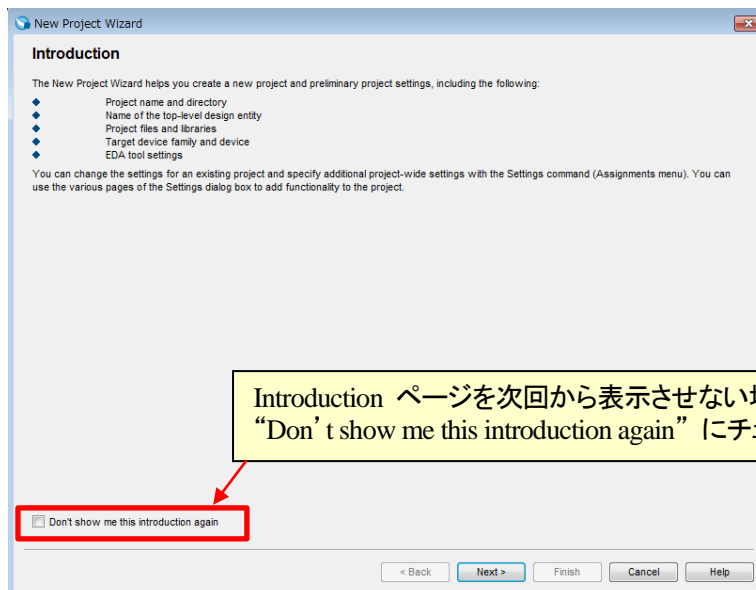 New Project Wizard
Introduction
The New Project Wizard helps you create a new project and preliminary project settings, including the following:
Project name and directory
Name of the top-level design entity
Project files and libraries
Target device family and device
EDA tool settings
You can change the settings for an existing project and specify additional project-wide settings with the Settings command (Assignments menu). You can
use the various pages of the Settings dialog box to add functionality to the project.
Introduction ページを次回から表示させない
“Don’t show me this introduction again” にチ
Don't show me this introduction again
< Back Next > Finish Cancel Help